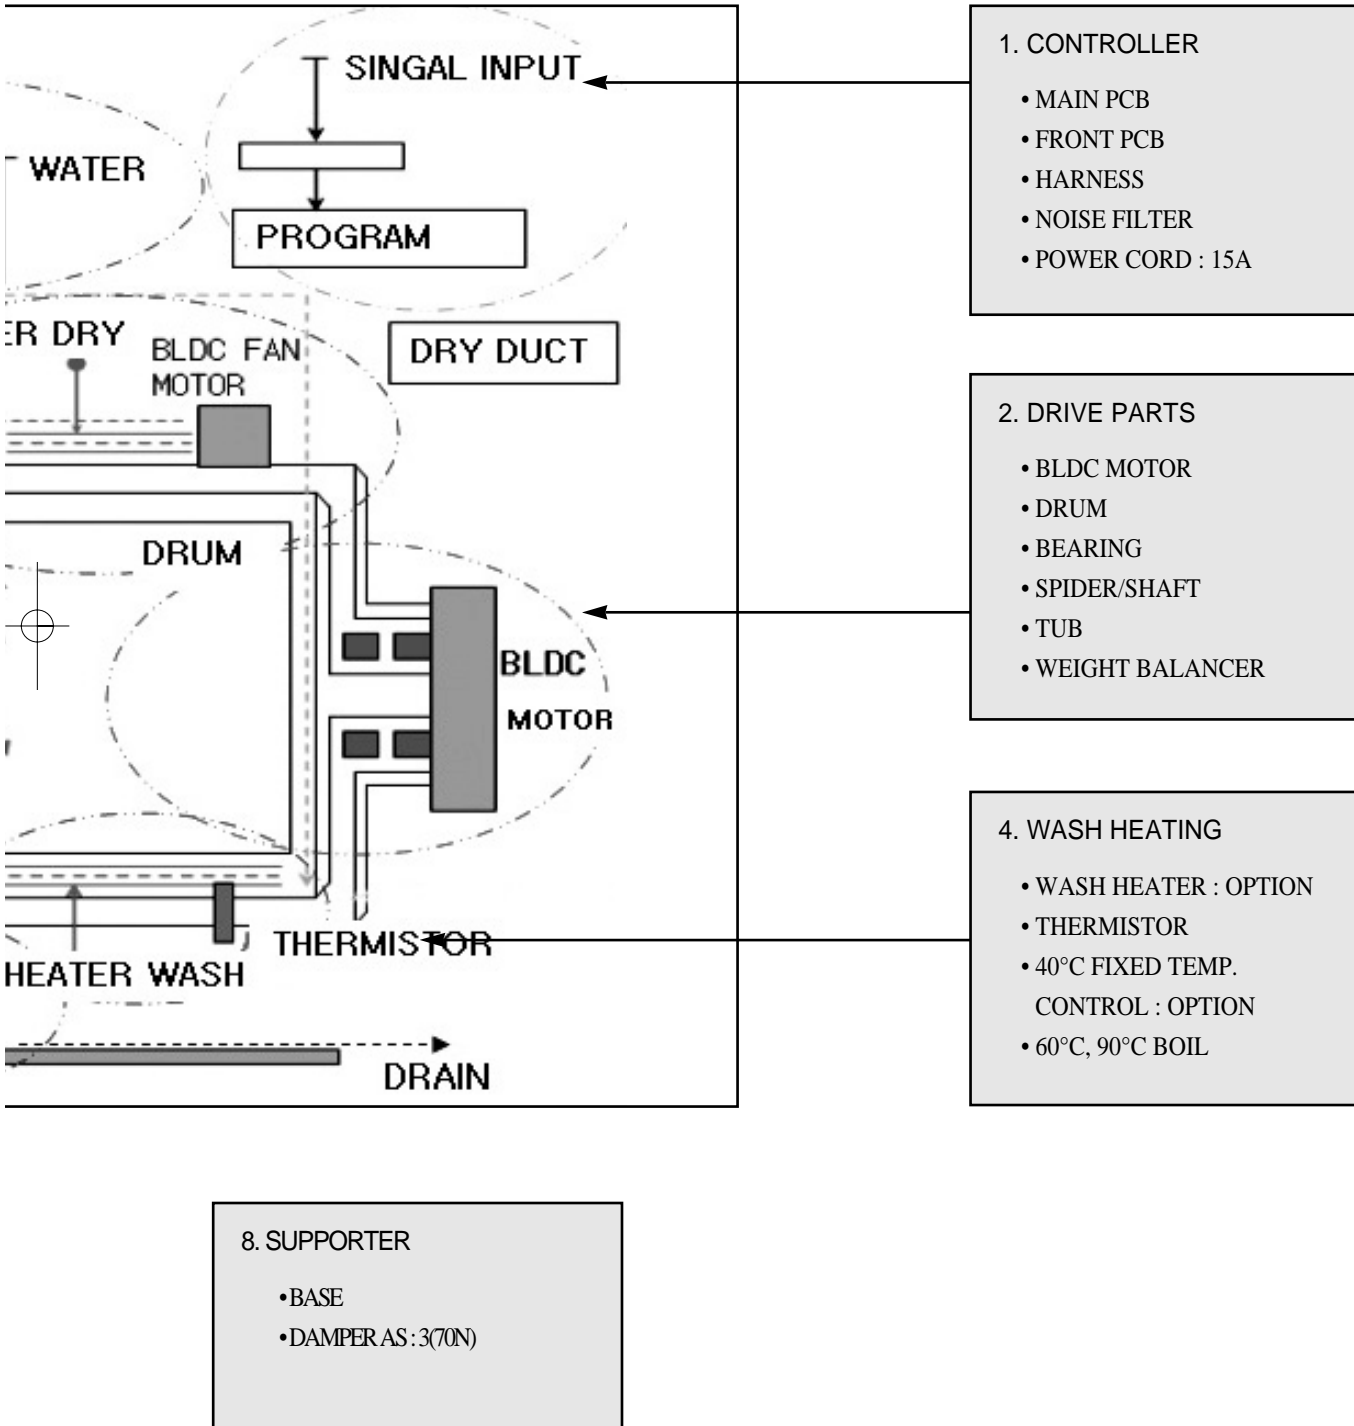 SINGAL INPUT
WATER
PROGRAM
ER DRY
BLDC FAN
MOTOR
DRY DUCT
DRUM
BLDC
MOTOR
THERMISTOR
HEATER WASH
DRAIN
1. CONTROLLER
• MAIN PCB
• FRONT PCB
• HARNESS
• NOISE FILTER
• POWER CORD : 15A
2. DRIVE PARTS
• BLDC MOTOR
• DRUM
• BEARING
• SPIDER/SHAFT
• TUB
• WEIGHT BALANCER
4. WASH HEATING
• WASH HEATER : OPTION
• THERMISTOR
• 40°C FIXED TEMP.
CONTROL : OPTION
• 60°C, 90°C BOIL
8. SUPPORTER
• BASE
• DAMPER AS : 3(70N)